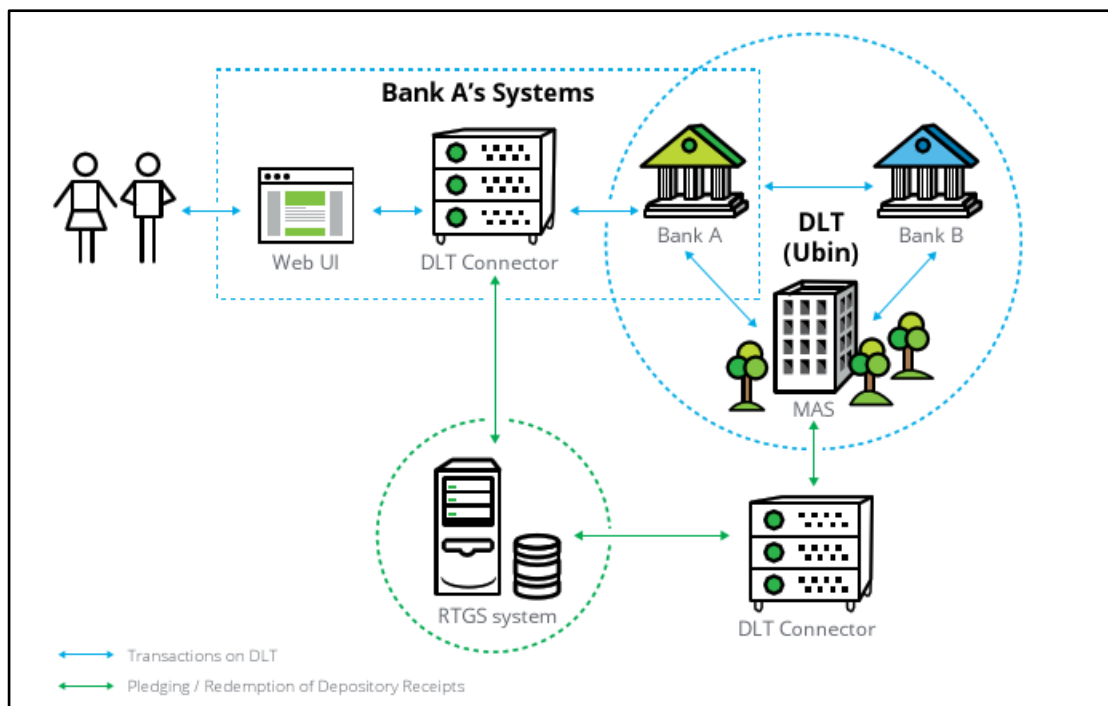 Bank A's Systems
Web UI
DLT Connector
Bank A
Bank B
DLT
(Ubin)
MAS
RTGS system
DLT Connector
Transactions on DLT
Pledging / Redemption of Depository Receipts